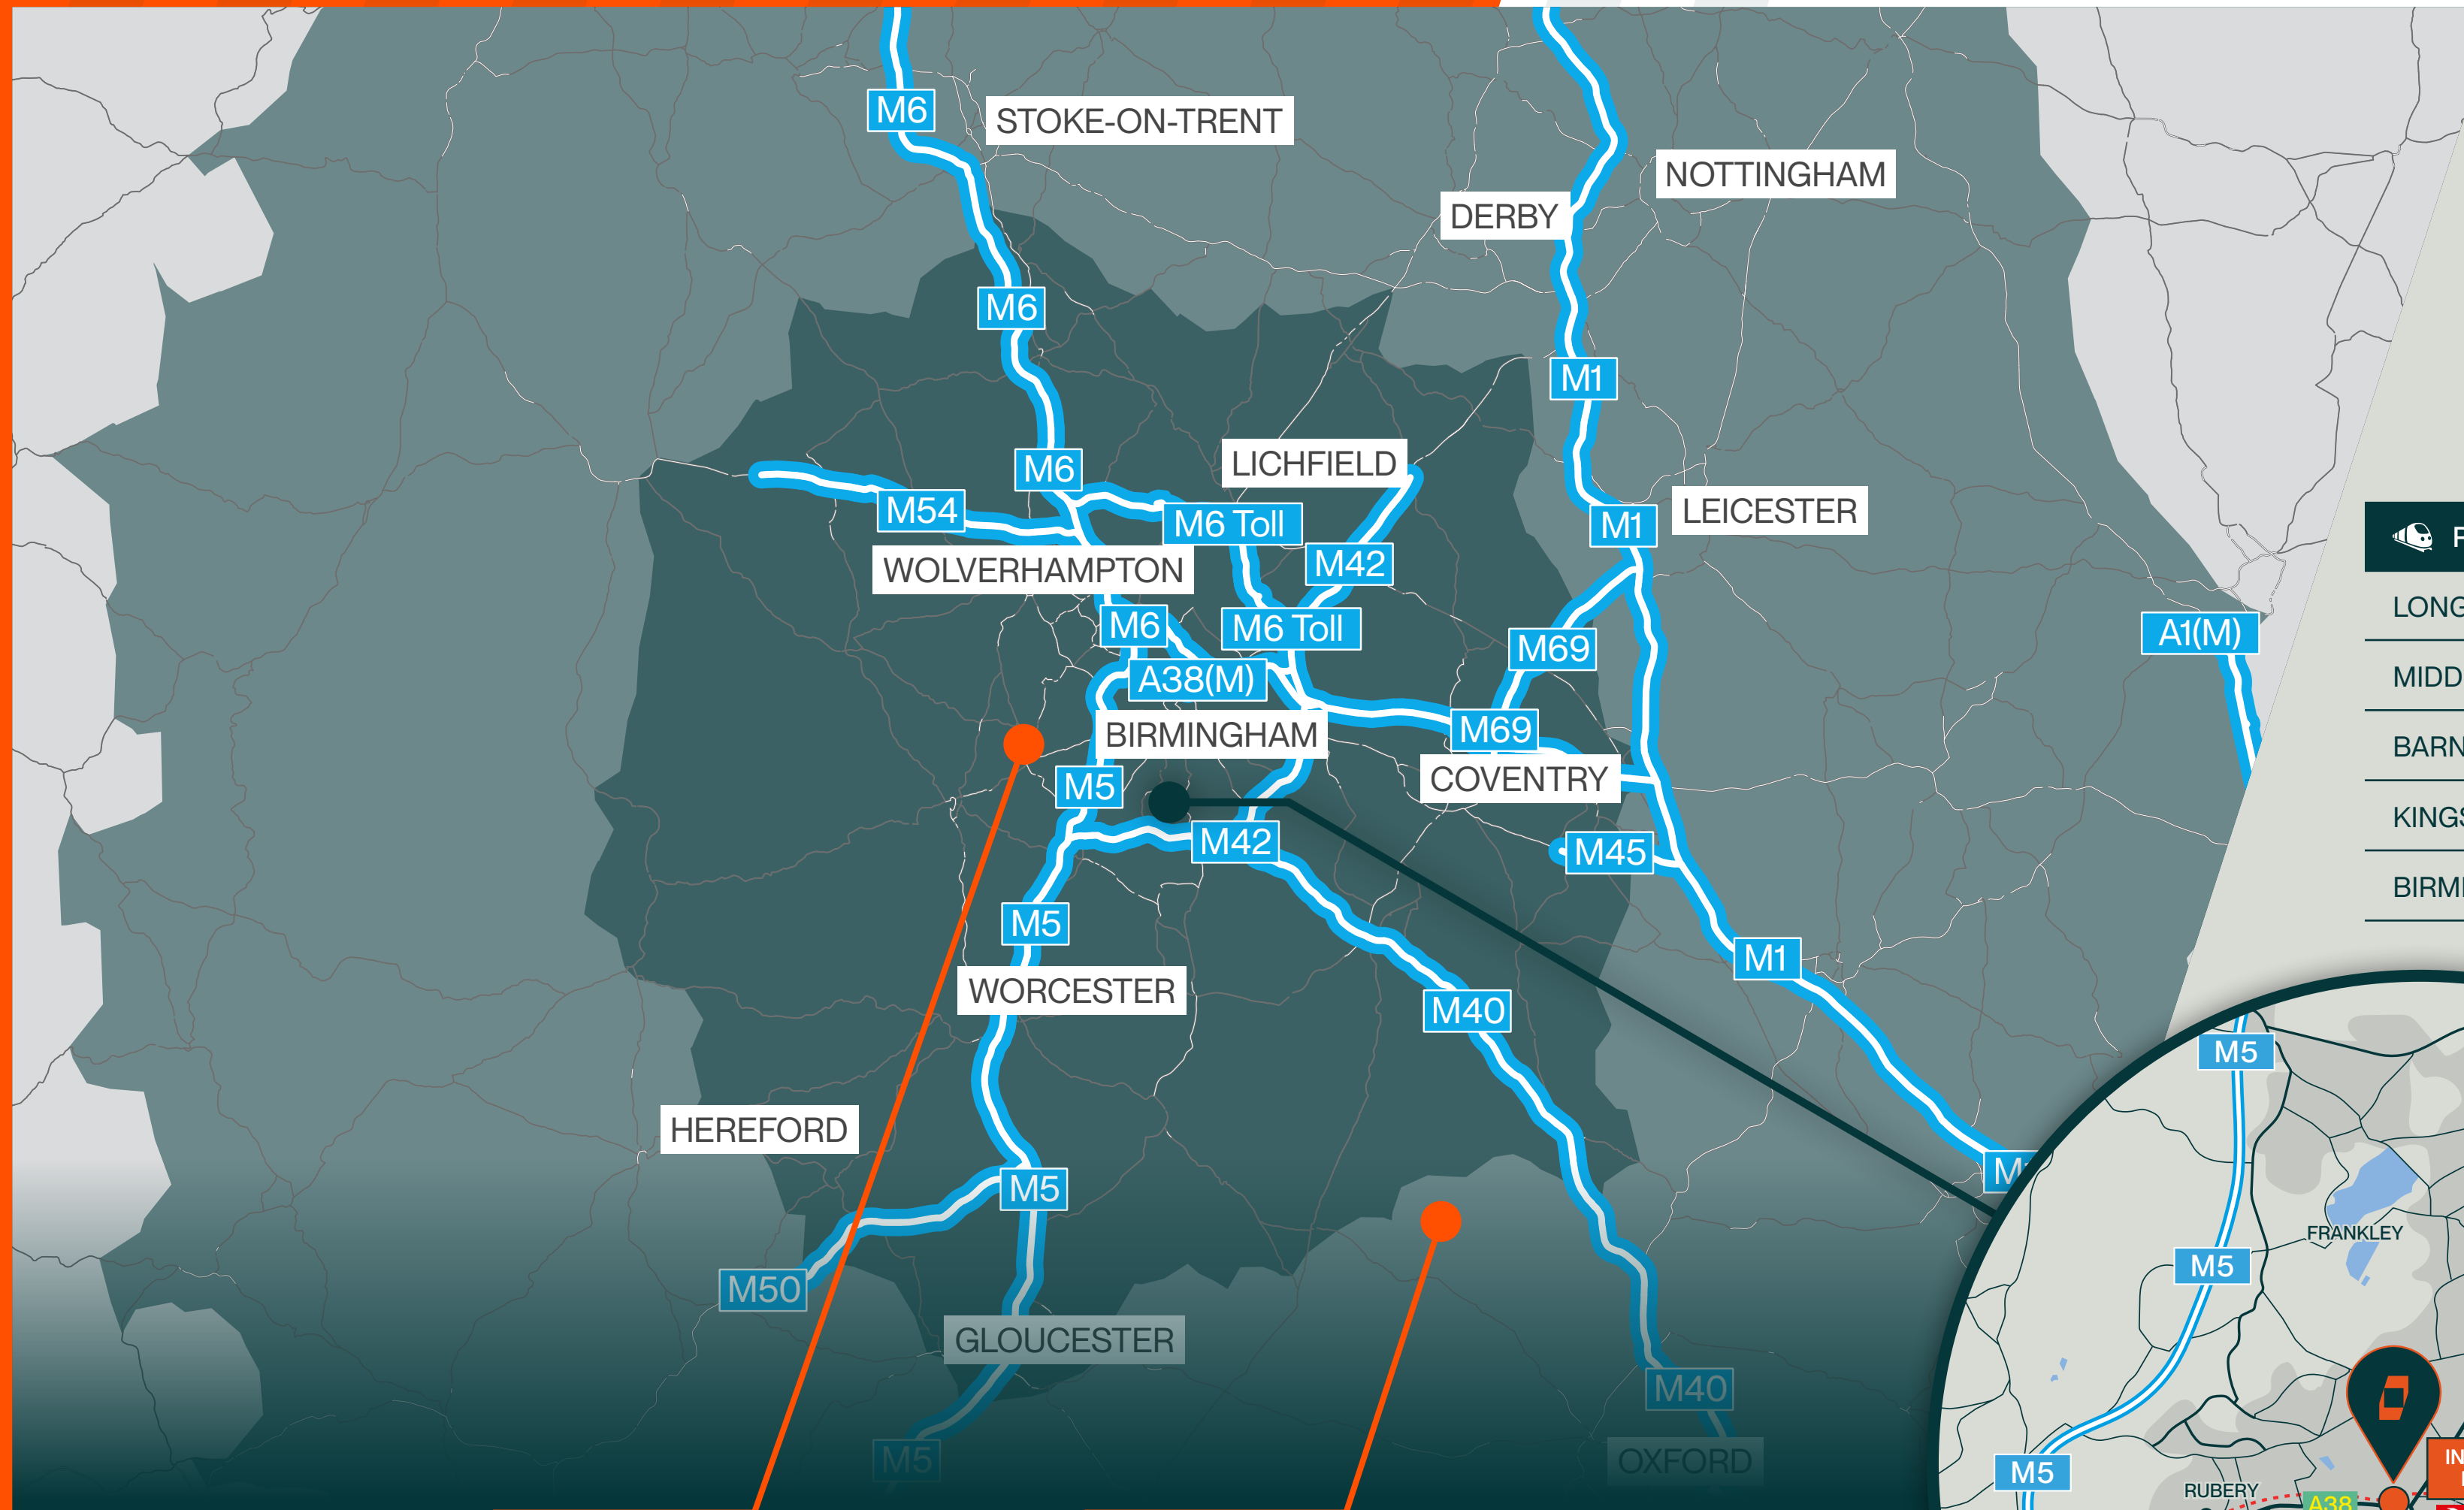 M6
STOKE-ON-TRENT
NOTTINGHAM
DERBY
M6
M1
LICHFIELD
M6
M54
M6 Toll
LEICESTER
M1
WOLVERHAMPTON
M42
M6
M6 Toll
A1(M)
M69
A38(M)
BIRMINGHAM
M69
COVENTRY
M5
M42
M45
M5
M1
WORCESTER
M40
HEREFORD
M5
M50
GLOUCESTER
M40
M5
OXFORD
LONG
MIDD
BARN
KINGS
BIRM
M5
FRANKLEY
M5
M5
RUBERY
A38
IN